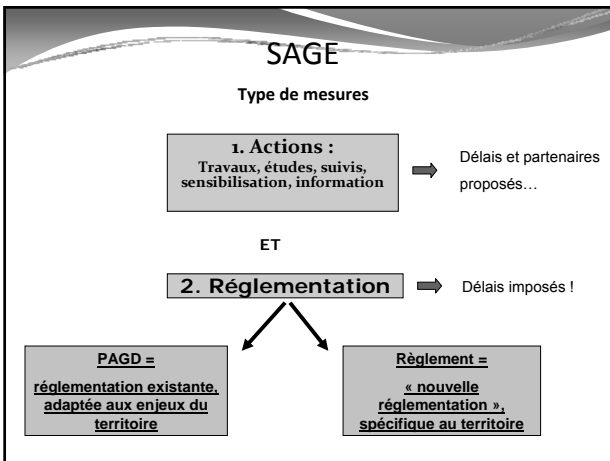 SAGE
Type de mesures
1. Actions :
Travaux, études, suivis,
sensibilisation, information
Délais et partenaires
proposés…
ET
2. Réglementation
Délais imposés !
PAGD =
réglementation existante,
adaptée aux enjeux du
territoire
Règlement =
« nouvelle
réglementation »,
spécifique au territoire